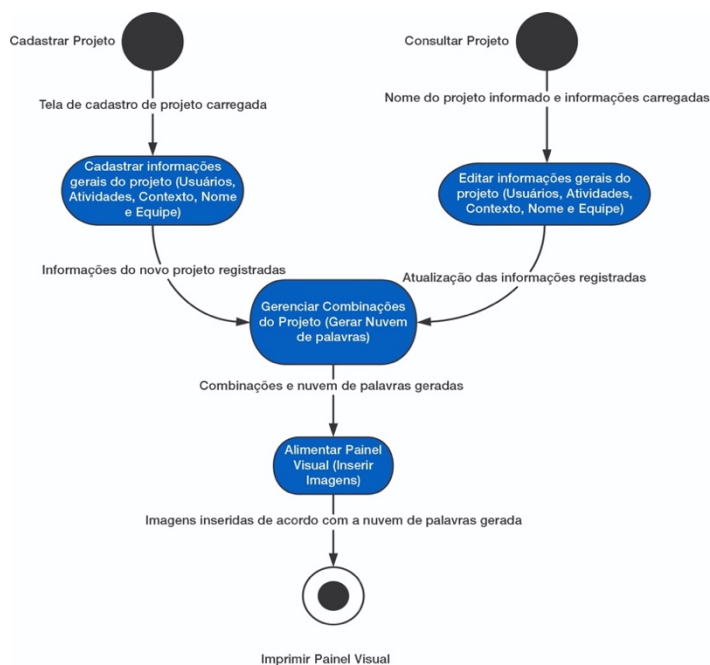 Cadastrar Projeto
Consultar Projeto
Tela de cadastro de projeto carregada
Nome do projeto informado e informações carregadas
Cadastrar informações
gerais do projeto (Usuários,
Atividades, Contexto, Nome
e Equipe)
Editar informações gerais do
projeto (Usuários, Atividades,
Contexto, Nome e Equipe)
Informações do novo projeto registradas
Atualização das informações registradas
Gerenciar Combinações
do Projeto (Gerar Nuvem
de palavras)
Combinações e nuvem de palavras geradas
Alimentar Painel
Visual (Inserir
Imagens)
Imagens inseridas de acordo com a nuvem de palavras gerada
Imprimir Painel Visual